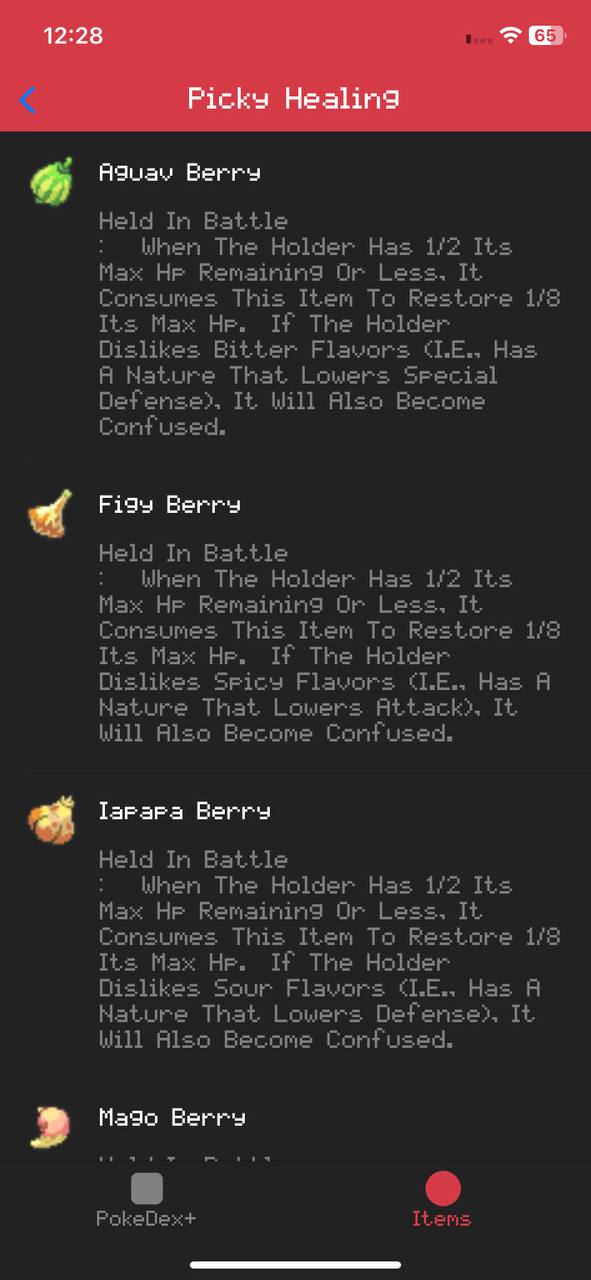 12:28
65
Picky Healing
Aguav Berry
Held In Battle
:   When The Holder Has 1/2 Its
Max Hp Remaining Or Less, It
Consumes This Item To Restore 1/8
Its Max Hp.  If The Holder
Dislikes Bitter Flavors (I.E., Has
A Nature That Lowers Special
Defense), It Will Also Become
Confused.
Figy Berry
Held In Battle
:   When The Holder Has 1/2 Its
Max Hp Remaining Or Less, It
Consumes This Item To Restore 1/8
Its Max Hp.  If The Holder
Dislikes Spicy Flavors (I.E., Has A
Nature That Lowers Attack), It
Will Also Become Confused.
Iapapa Berry
Held In Battle
:   When The Holder Has 1/2 Its
Max Hp Remaining Or Less, It
Consumes This Item To Restore 1/8
Its Max Hp.  If The Holder
Dislikes Sour Flavors (I.E., Has A
Nature That Lowers Defense), It
Will Also Become Confused.
Mago Berry
PokeDex+
Items